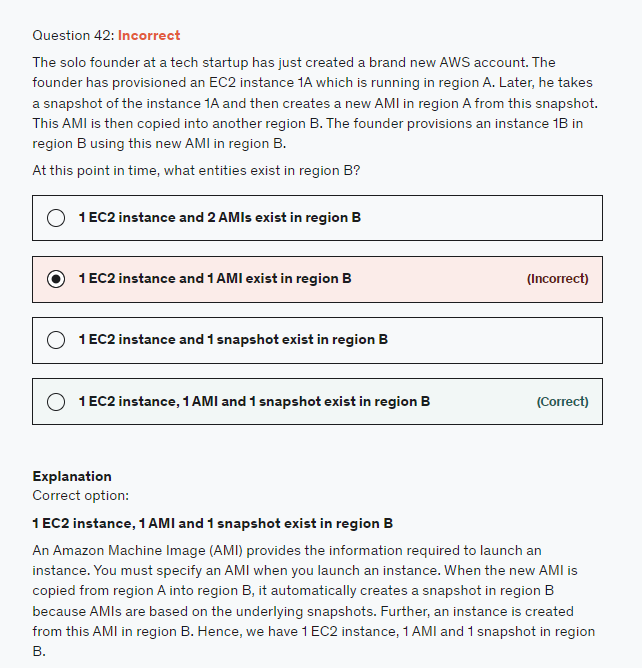 Question 42: Incorrect
The solo founder at a tech startup has just created a brand new AWS account. The
founder has provisioned an EC2 instance 1A which is running in region A. Later, he takes
a snapshot of the instance 1A and then creates a new AMI in region A from this snapshot.
This AMI is then copied into another region B. The founder provisions an instance 1B in
region B using this new AMI in region B.
At this point in time, what entities exist in region B?
1 EC2 instance and 2 AMIs exist in region B
1 EC2 instance and 1 AMI exist in region B (Incorrect)
1 EC2 instance and 1 snapshot exist in region B
1 EC2 instance, 1 AMI and 1 snapshot exist in region B (Correct)
Explanation
Correct option:
1 EC2 instance, 1 AMI and 1 snapshot exist in region B
An Amazon Machine Image (AMI) provides the information required to launch an
instance. You must specify an AMI when you launch an instance. When the new AMI is
copied from region A into region B, it automatically creates a snapshot in region B
because AMIs are based on the underlying snapshots. Further, an instance is created
from this AMI in region B. Hence, we have 1 EC2 instance, 1 AMI and 1 snapshot in region
B.